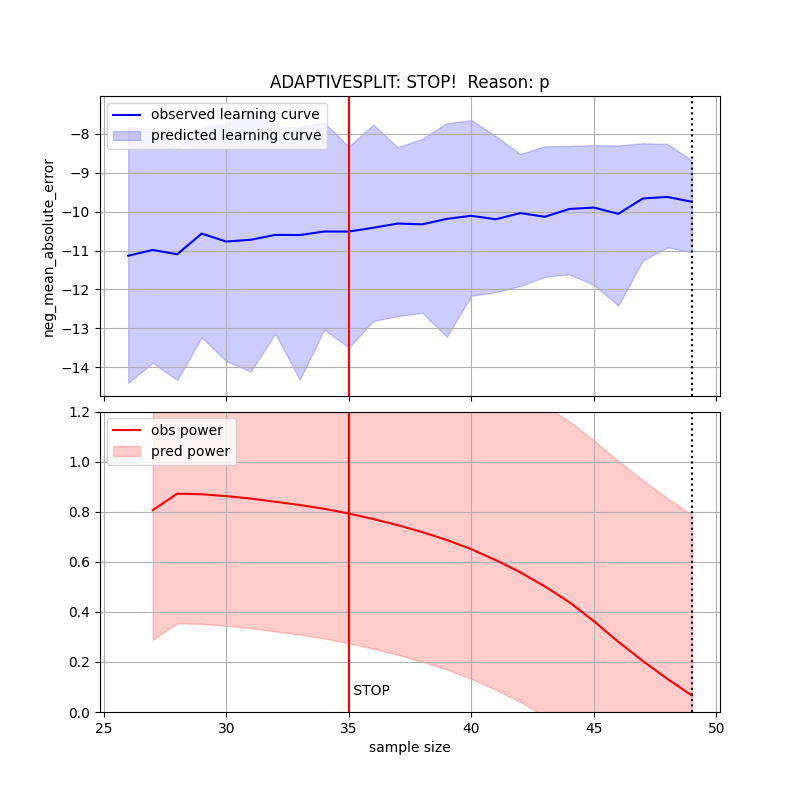 ADAPTIVESPLIT: STOP!  Reason: p
observed learning curve
predicted learning curve
neg_mean_absolute_error
−8
−9
−10
−11
−12
−13
−14
obs power
pred power
1.2
1.0
0.8
0.6
0.4
0.2
0.0
STOP
25 30 35 40 45 50
sample size